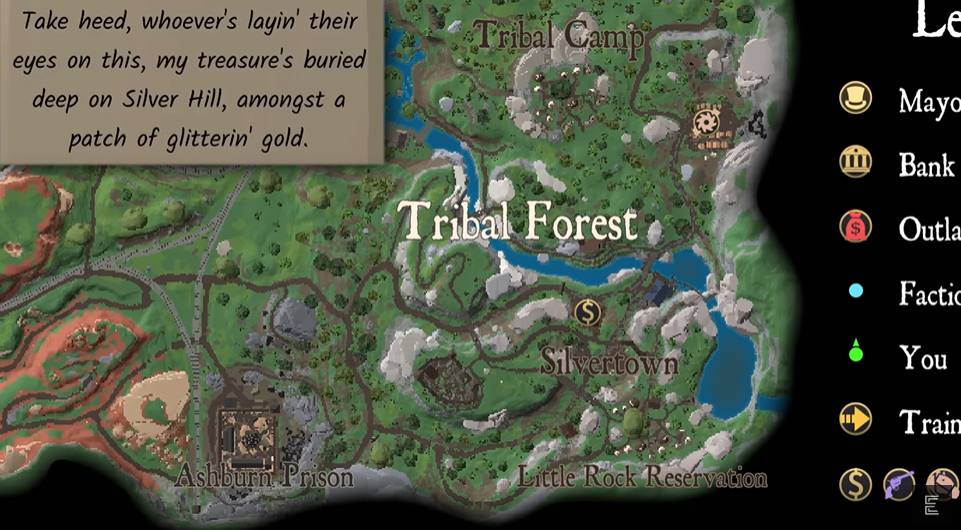 Take heed, whoever's layin' their
eyes on this, my treasure's buried
deep on Silver Hill, amongst a
patch of glitterin' gold.
Tribal Camp
Tribal Forest
Silvertown
Ashburn Prison
Little Rock Reservation
Le
Mayo
Bank
Outla
Factio
You
Train